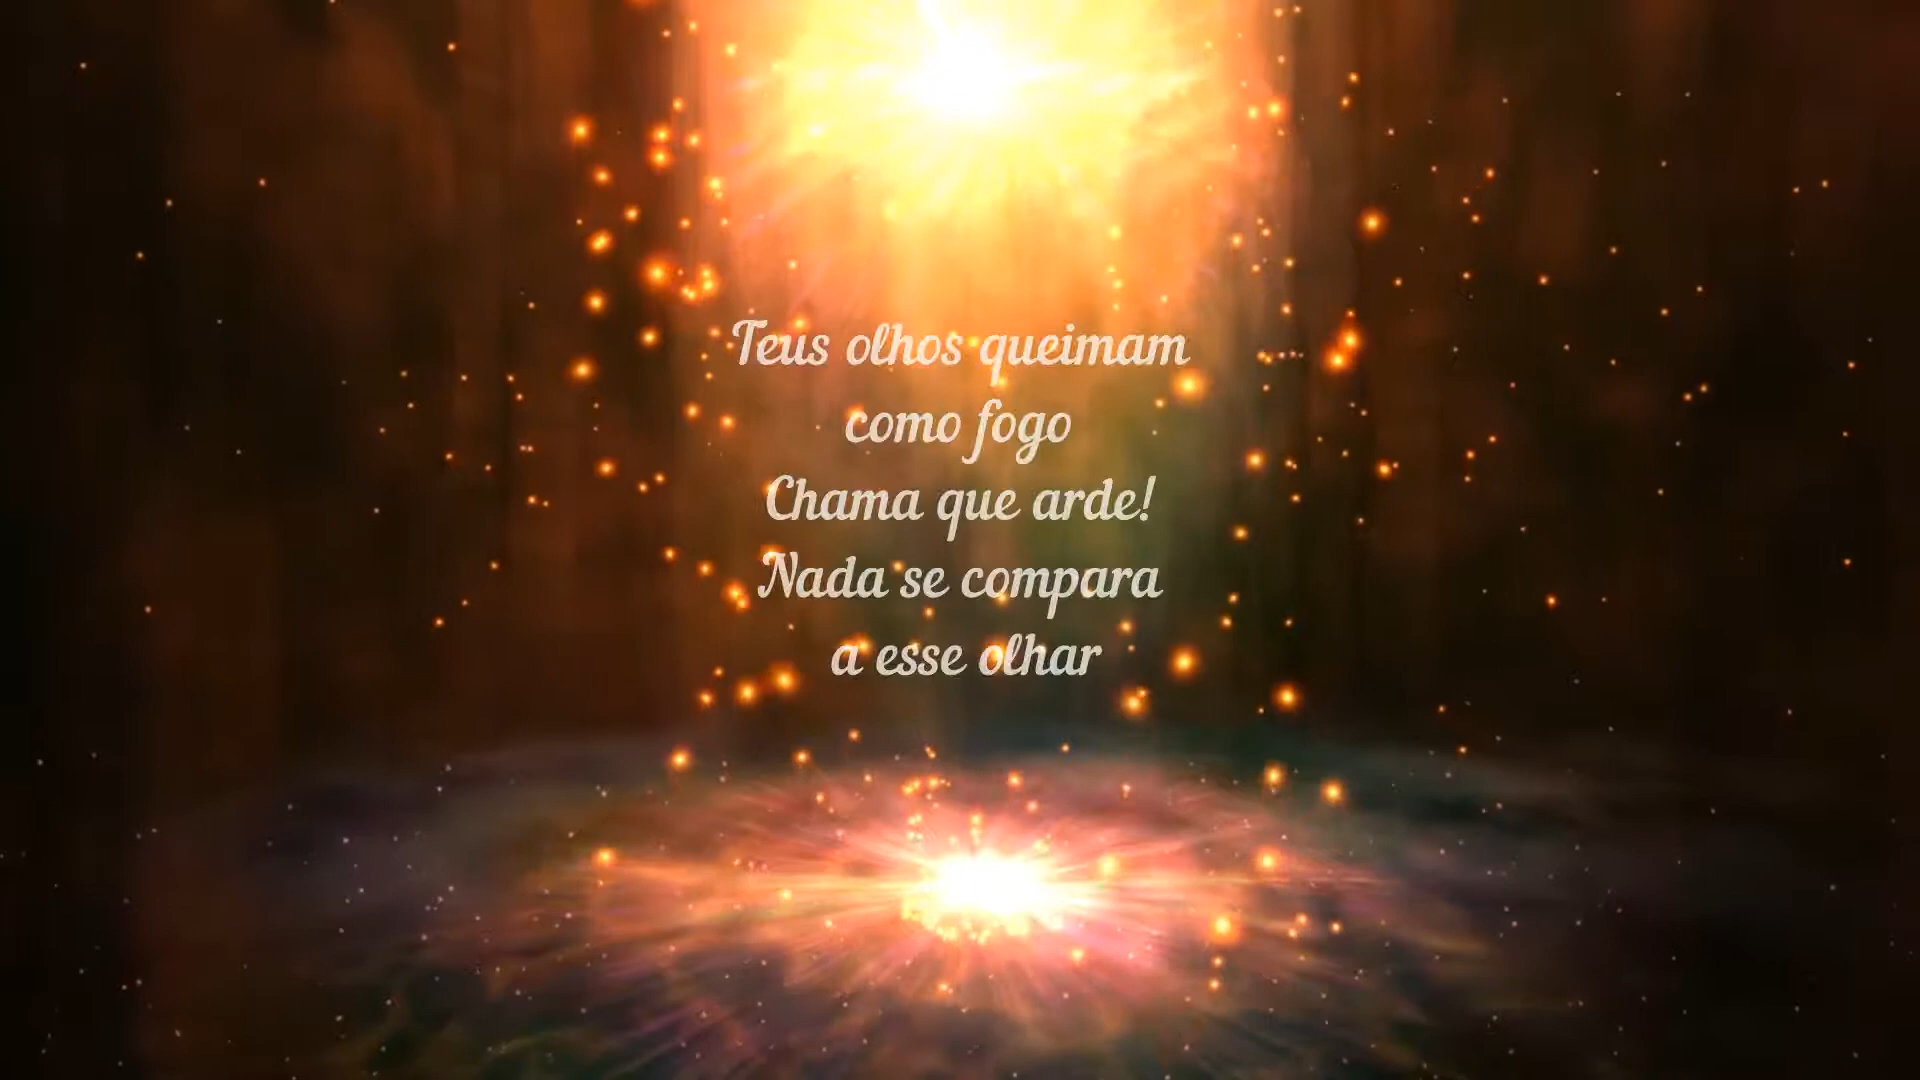 Teus olhos queimam
como fogo
Chama que arde!
Nada se compara
a esse olhar